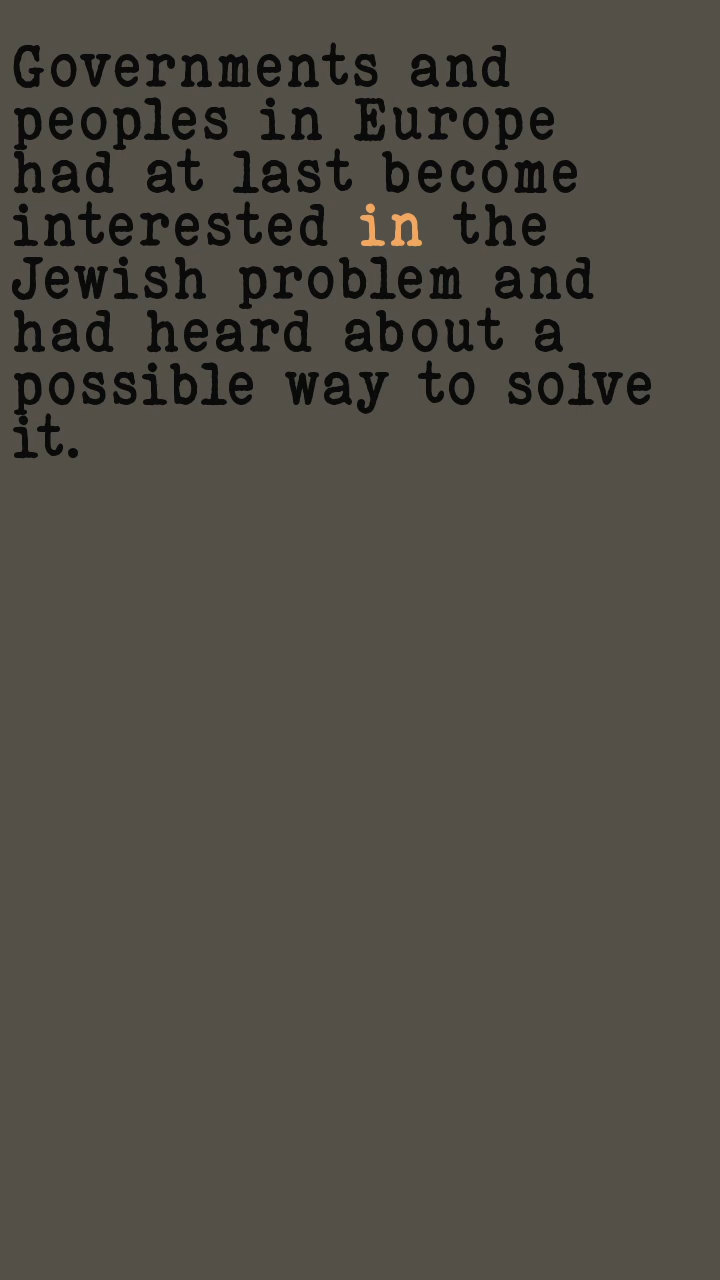 Governments and
peoples in Europe
had at last become
interested in the
Jewish problem and
had heard about a
possible way to solve
it.